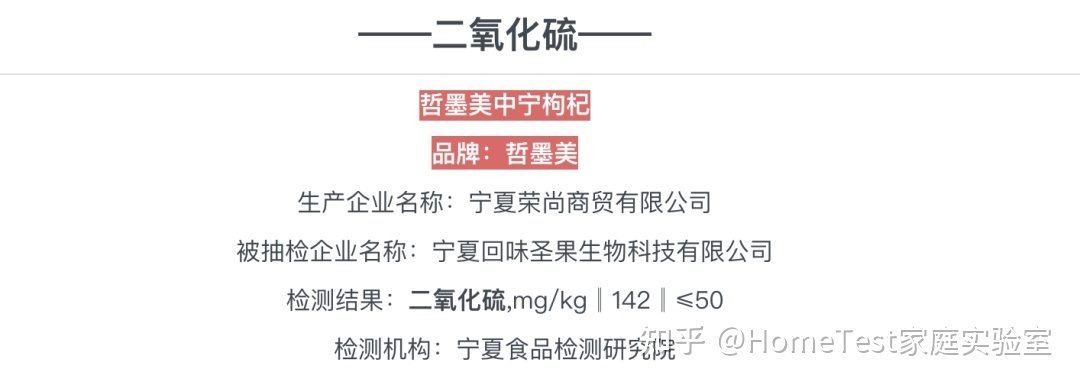 ——二氧化硫——
哲墨美中宁枸杞
品牌：哲墨美
生产企业名称：宁夏荣尚商贸有限公司
被抽检企业名称：宁夏回味圣果生物科技有限公司
检测结果：二氧化硫,mg/kg‖142‖≤50
检测机构：宁夏食品检测研究院
知乎 @HomeTest家庭实验室